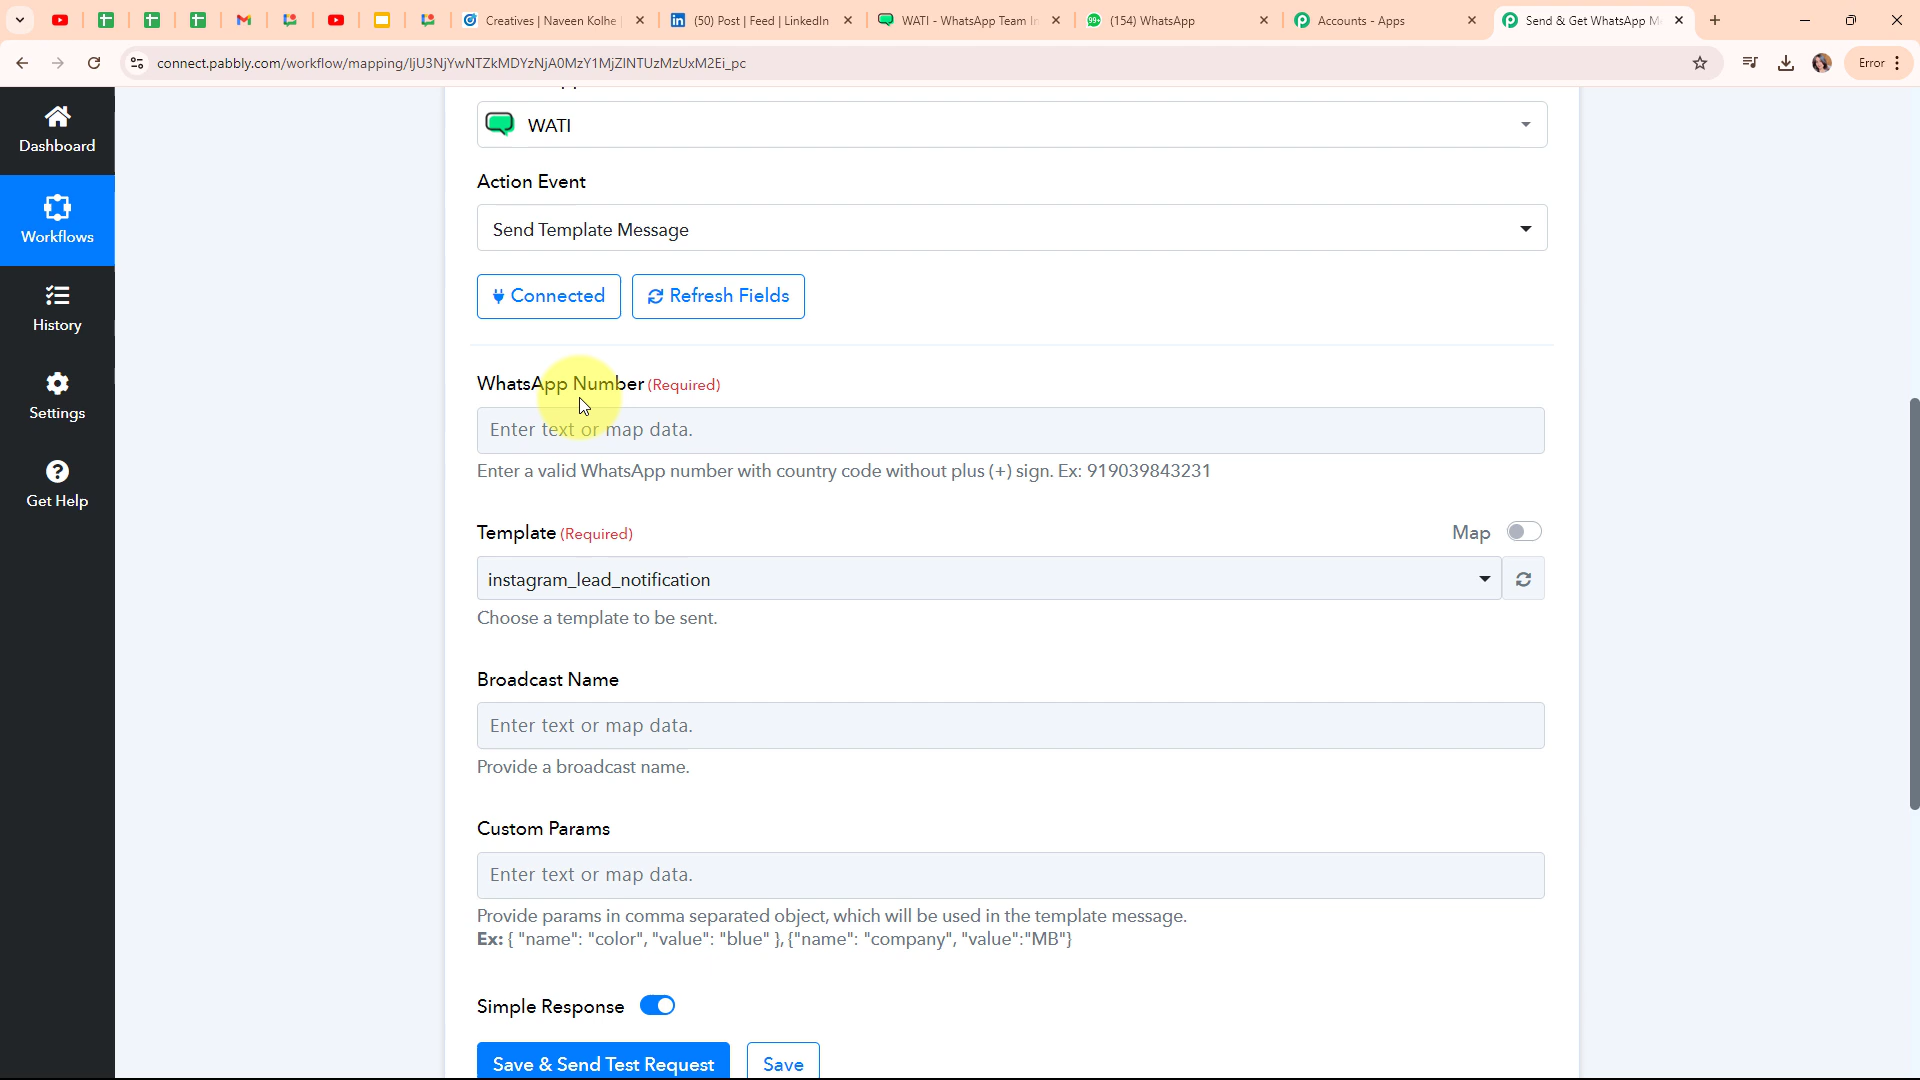 Creatives | Naveen Kolhe
(50) Post | Feed | LinkedIn
WATI - WhatsApp Team In
99+
(154) WhatsApp
Accounts - Apps
Send & Get WhatsApp M
connect.pabbly.com/workflow/mapping/IjU3NjYwNTZkMDYzNjA0MzY1MjZlNTUzMzUxM2Ei_pc
Error
Dashboard
Workflows
History
Settings
Get Help
WATI
Action Event
Send Template Message
Connected
Refresh Fields
WhatsApp Number (Required)
Enter text or map data.
Enter a valid WhatsApp number with country code without plus (+) sign. Ex: 919039843231
Template (Required)
Map
instagram_lead_notification
Choose a template to be sent.
Broadcast Name
Enter text or map data.
Provide a broadcast name.
Custom Params
Enter text or map data.
Provide params in comma separated object, which will be used in the template message.
Ex: { "name": "color", "value": "blue" }, {"name": "company", "value":"MB"}
Simple Response
Save & Send Test Request
Save